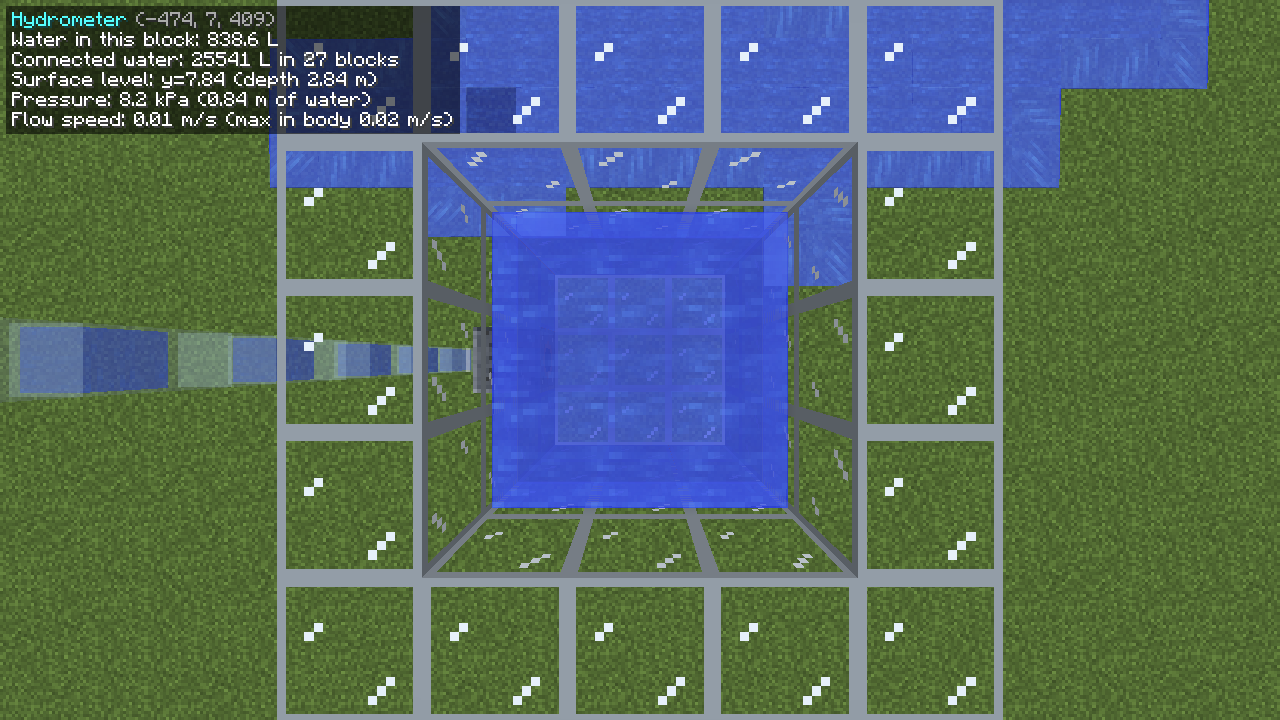 Hydrometer (-474, 7, 409)
Water in this block: 838.6 L
Connected water: 25541 L in 27 blocks
Surface level: y=7.84 (depth 2.84 m)
Pressure: 8.2 kPa (0.84 m of water)
Flow speed: 0.01 m/s (max in body 0.02 m/s)